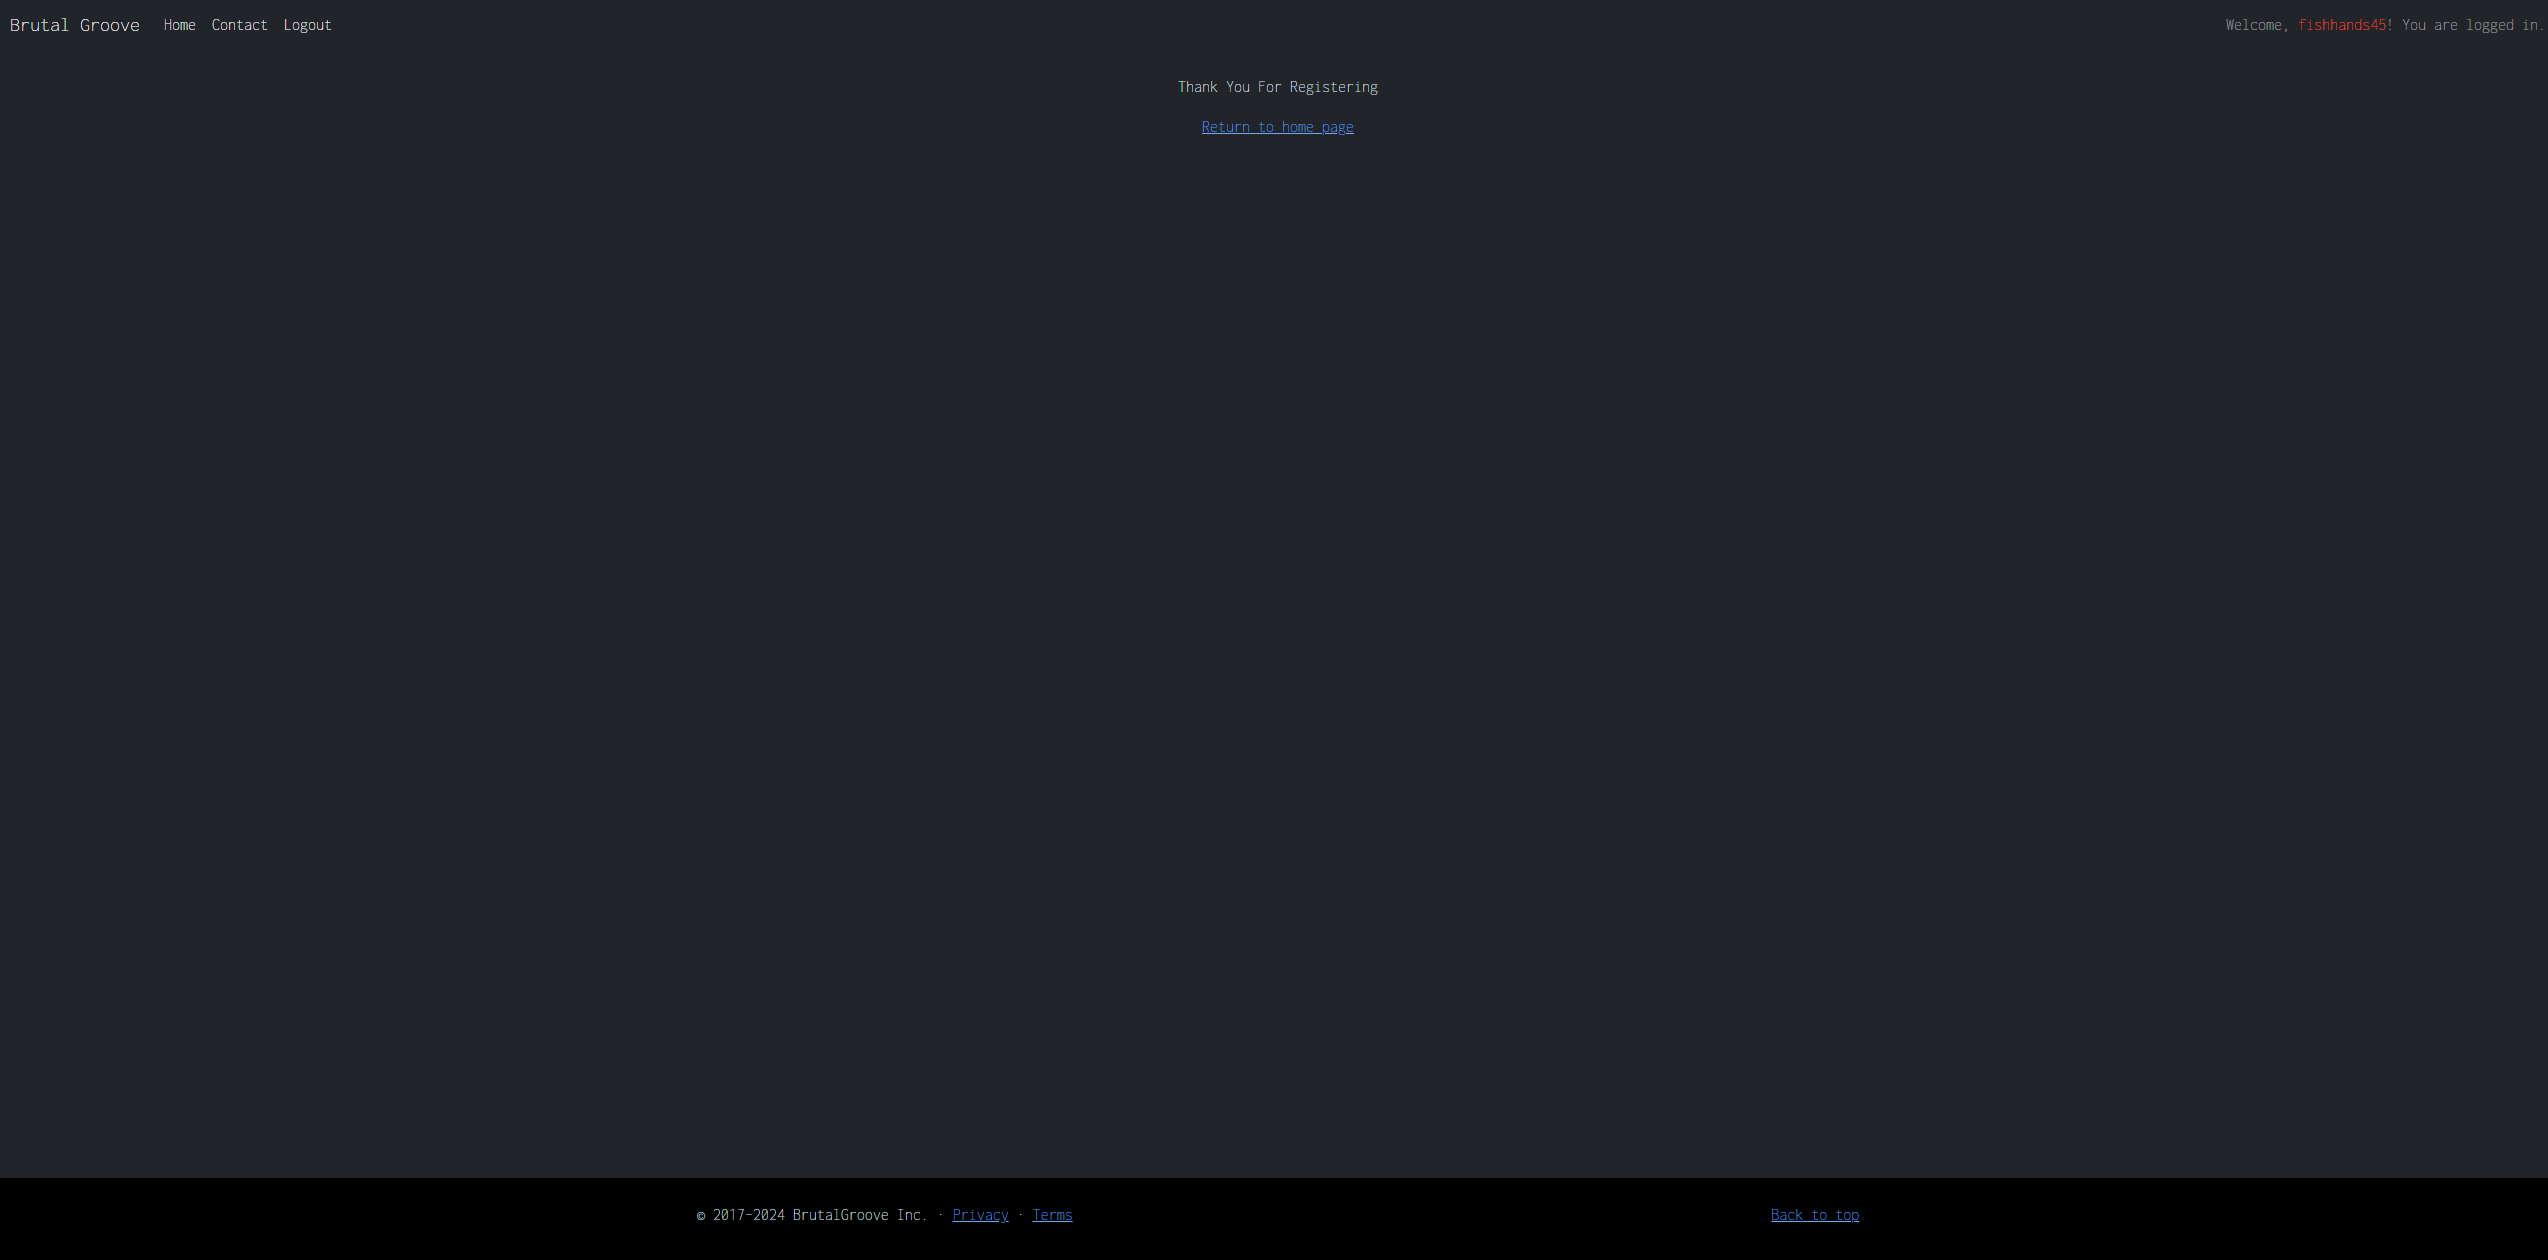 Brutal Groove Home Contact Logout Welcome, fishhands45! You are logged in.
Thank You For Registering
Return to home page
© 2017-2024 BrutalGroove Inc. · Privacy · Terms Back to top